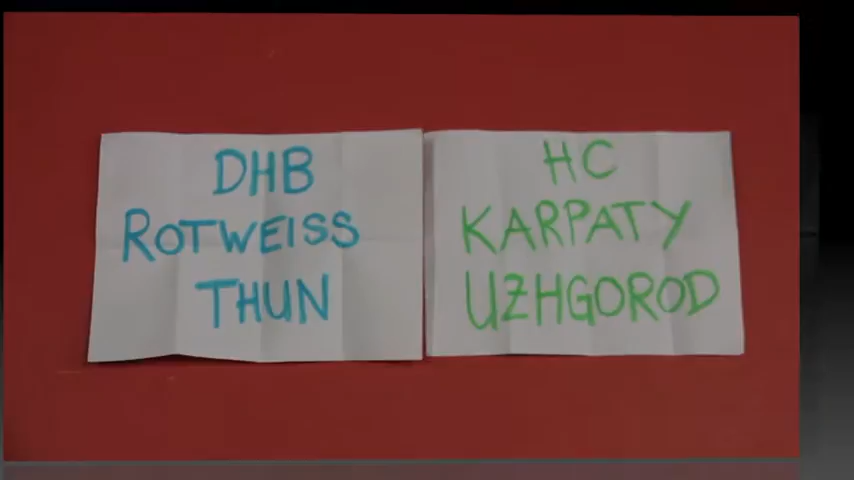 DHB
ROTWEISS
THUN
HC
KARPATY
UZHGOROD